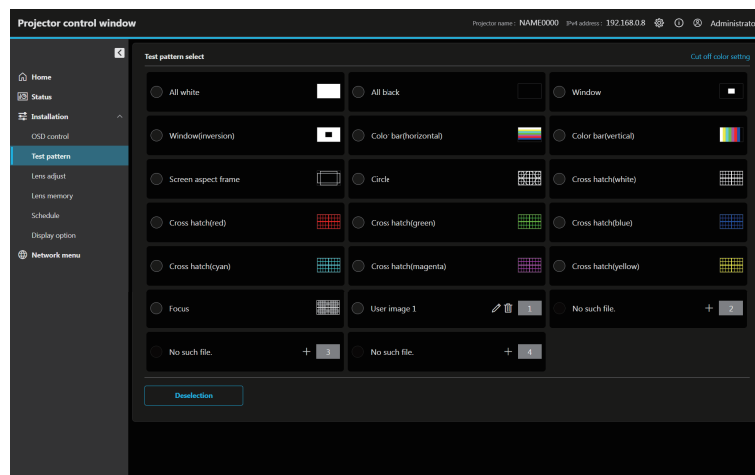 Projector control window Projector name : NAME0000 IPv4 address : 192.168.0.8 Administrato
Test pattern select Cut off color settng
Home
Status
Installation
OSD control
Test pattern
Lens adjust
Lens memory
Schedule
Display option
Network menu
All white All back Window
Window(inversion) Color bar(horizontal) Color bar(vertical)
Screen aspect frame Circle Cross hatch(white)
Cross hatch(red) Cross hatch(green) Cross hatch(blue)
Cross hatch(cyan) Cross hatch(magenta) Cross hatch(yellow)
Focus User image 1 1 No such file. + 2
No such file. + 3 No such file. + 4
Deselection